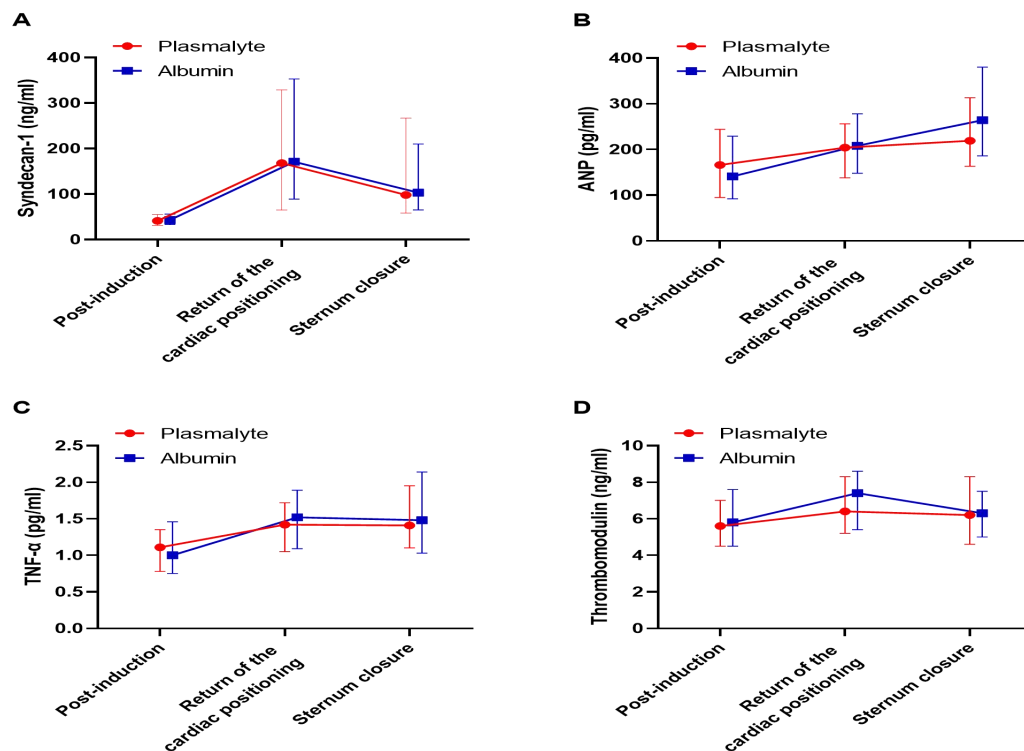 A
Plasmalyte
Albumin
Syndecan-1 (ng/ml)
400
300
200
100
0
Post-induction
Return of the
cardiac positioning
Sternum closure
B
Plasmalyte
Albumin
ANP (pg/ml)
400
300
200
100
0
Post-induction
Return of the
cardiac positioning
Sternum closure
C
Plasmalyte
Albumin
TNF-α (pg/ml)
2.5
2.0
1.5
1.0
0.5
0.0
Post-induction
Return of the
cardiac positioning
Sternum closure
D
Plasmalyte
Albumin
Thrombomodulin (ng/ml)
10
8
6
4
2
0
Post-induction
Return of the
cardiac positioning
Sternum closure